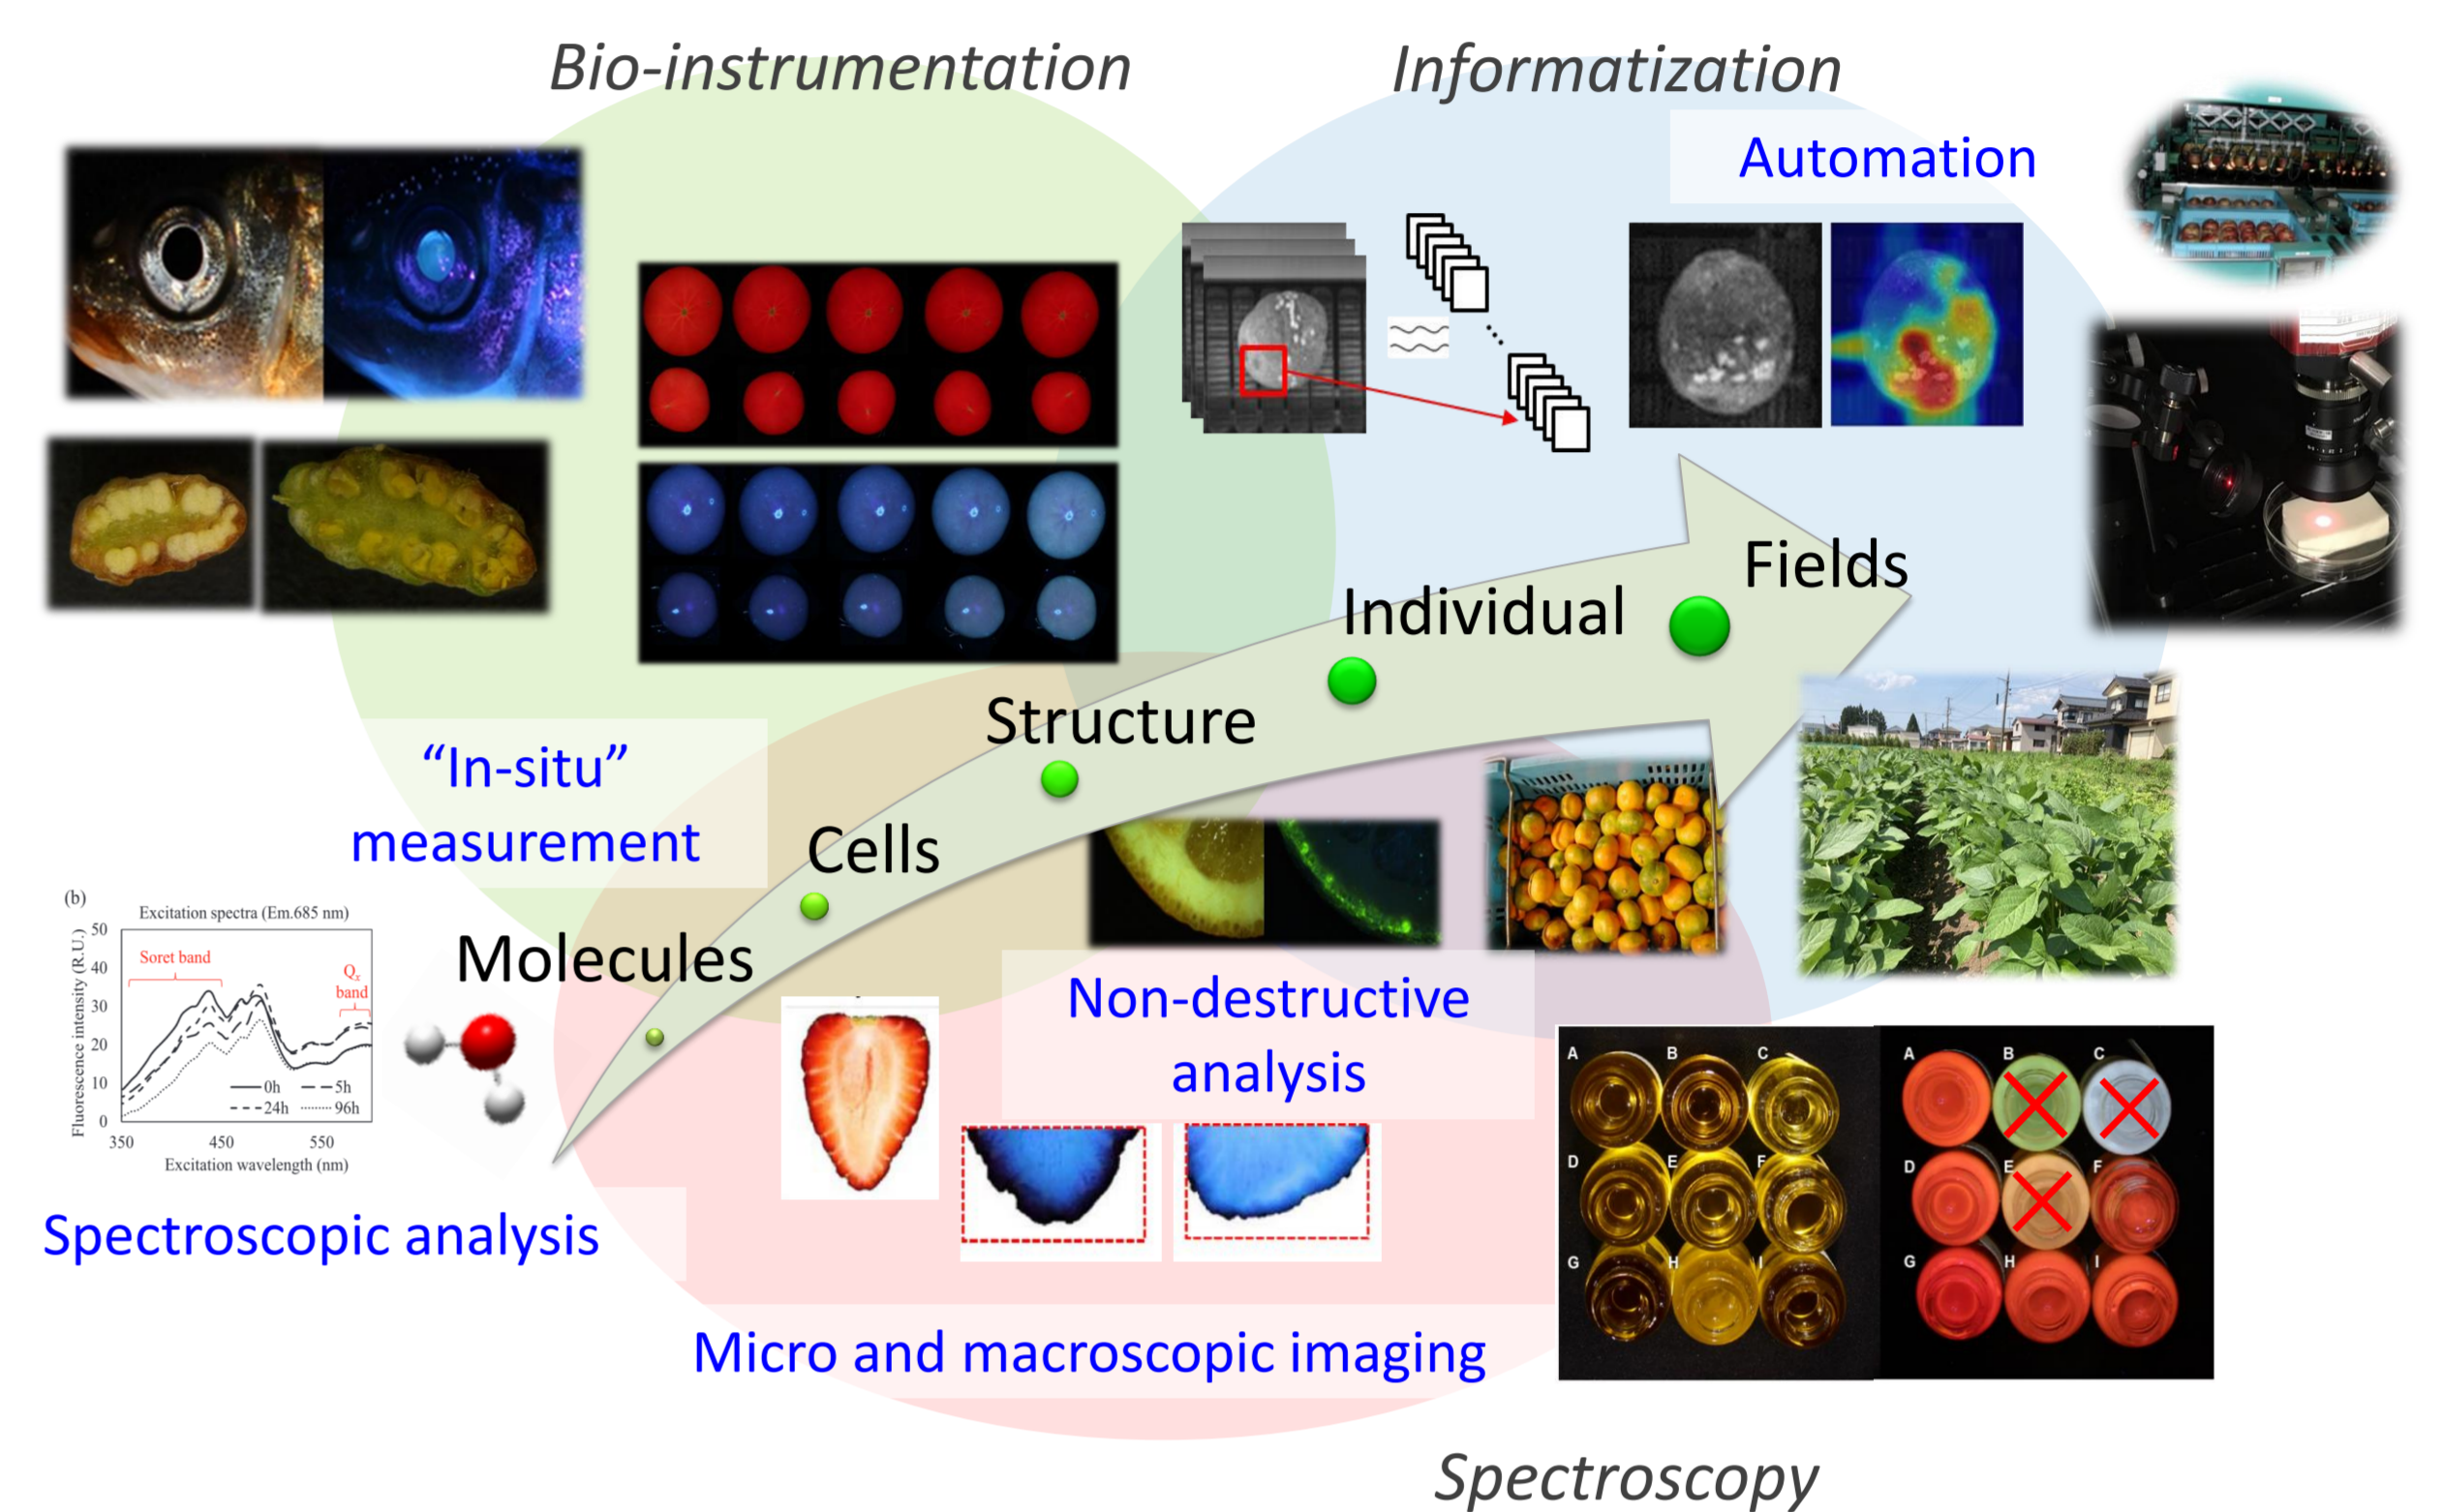 Bio-instrumentation
Informatization
Automation
Fields
Individual
Structure
“In-situ”
measurement
Cells
Molecules
(b)
Excitation spectra (Em.685 nm)
Fluorescence intensity (R.U.)
50
40
30
20
10
0
Soret band
Qx
band
0h
5h
24h
96h
350
450
550
Excitation wavelength (nm)
Spectroscopic analysis
Non-destructive
analysis
Micro and macroscopic imaging
A B C
D E F
G H I
A B C
D E F
G H I
Spectroscopy